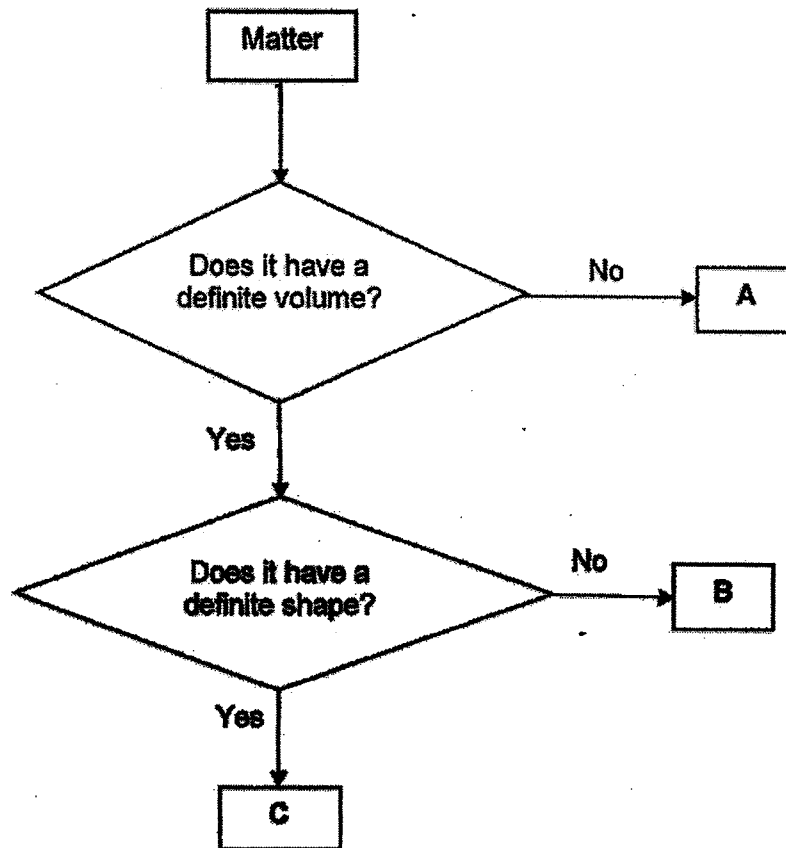 Matter
Does it have a
definite volume?
No
A
Yes
Does it have a
definite shape?
No
B
Yes
C